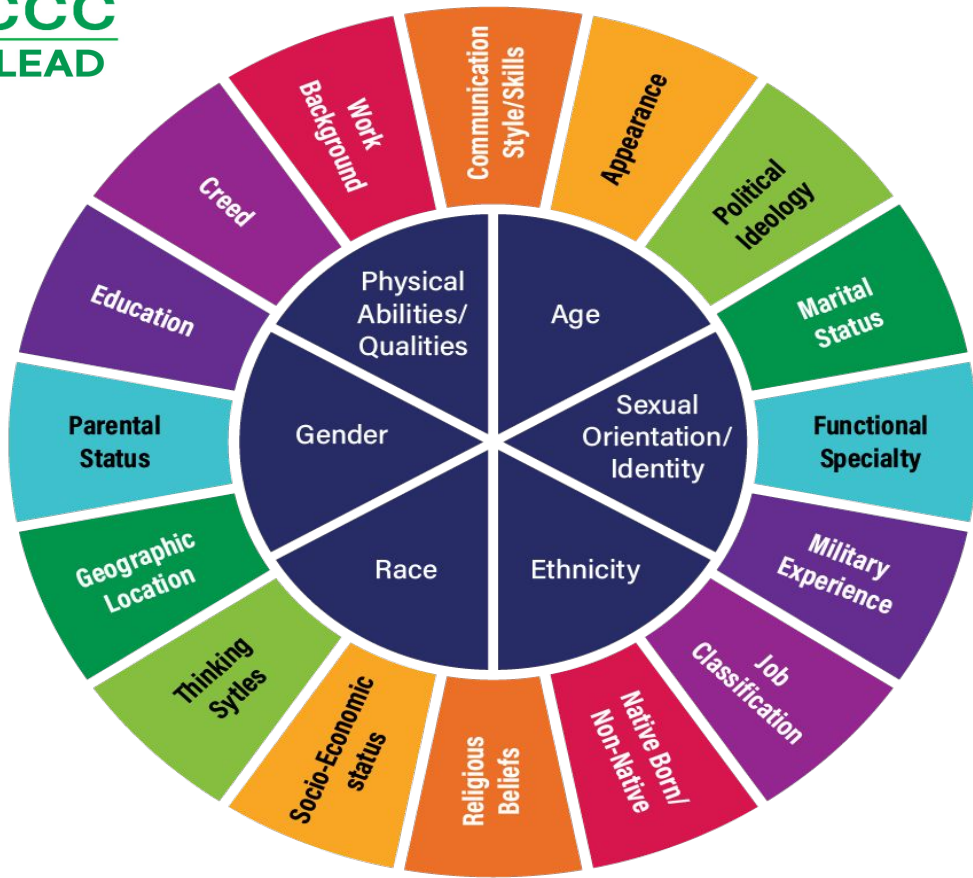 CCC
LEAD
Communication
Style/Skills
Appearance
Political
Ideology
Marital
Status
Functional
Specialty
Military
Experience
Job
Classification
Native Born/
Non-Native
Religious
Beliefs
Socio-Economic
status
Thinking
Sytles
Geographic
Location
Parental
Status
Education
Creed
Work
Background
Physical
Abilities/
Qualities
Age
Sexual
Orientation/
Identity
Ethnicity
Race
Gender